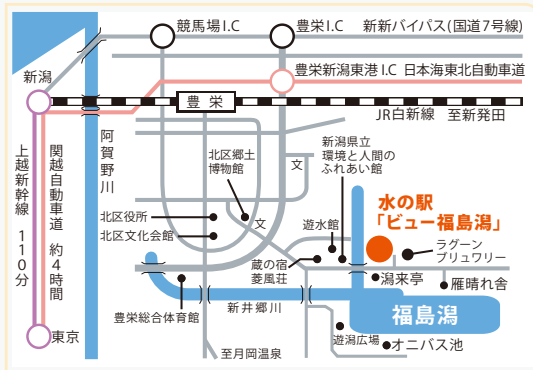 競馬場I.C
豊栄I.C
新新バイパス(国道7号線)
新潟
豊栄新潟東港I.C 日本海東北自動車道
豊栄
JR白新線 至新発田
阿賀野川
上越新幹線 110分
関越自動車道 約4時間
北区郷土
博物館
新潟県立
環境と人間の
ふれあい館
文
文
水の駅
「ビュー福島潟」
北区役所
北区文化会館
遊水館
ラグーン
ブリュワリー
蔵の宿
菱風荘
潟来亭
雁晴れ舎
豊栄総合体育館
新井郷川
福島潟
東京
至月岡温泉
遊潟広場
オニバス池